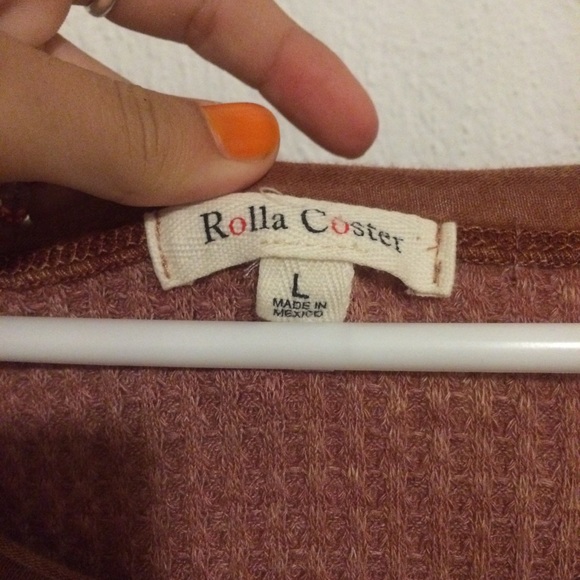 Rolla Coster
L
MADE IN
MEXICO